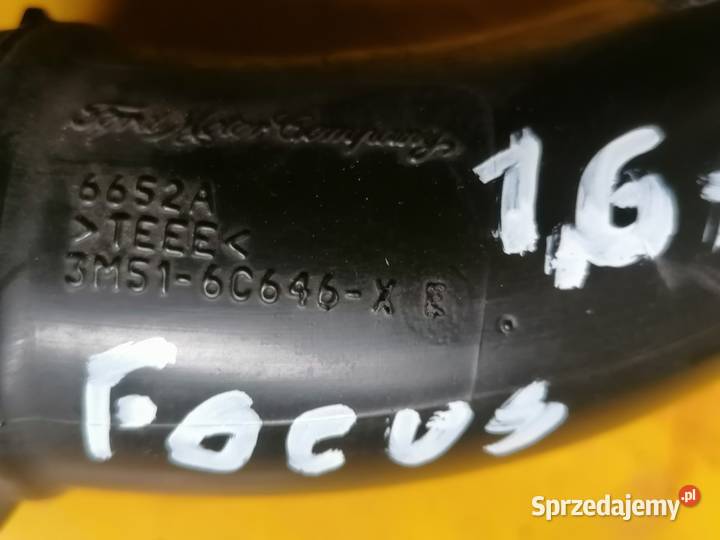 Ford Motor Company
6652A
>TEEE<
3M51-6C646-X E
1,6
FOCUS
Sprzedajemy.pl